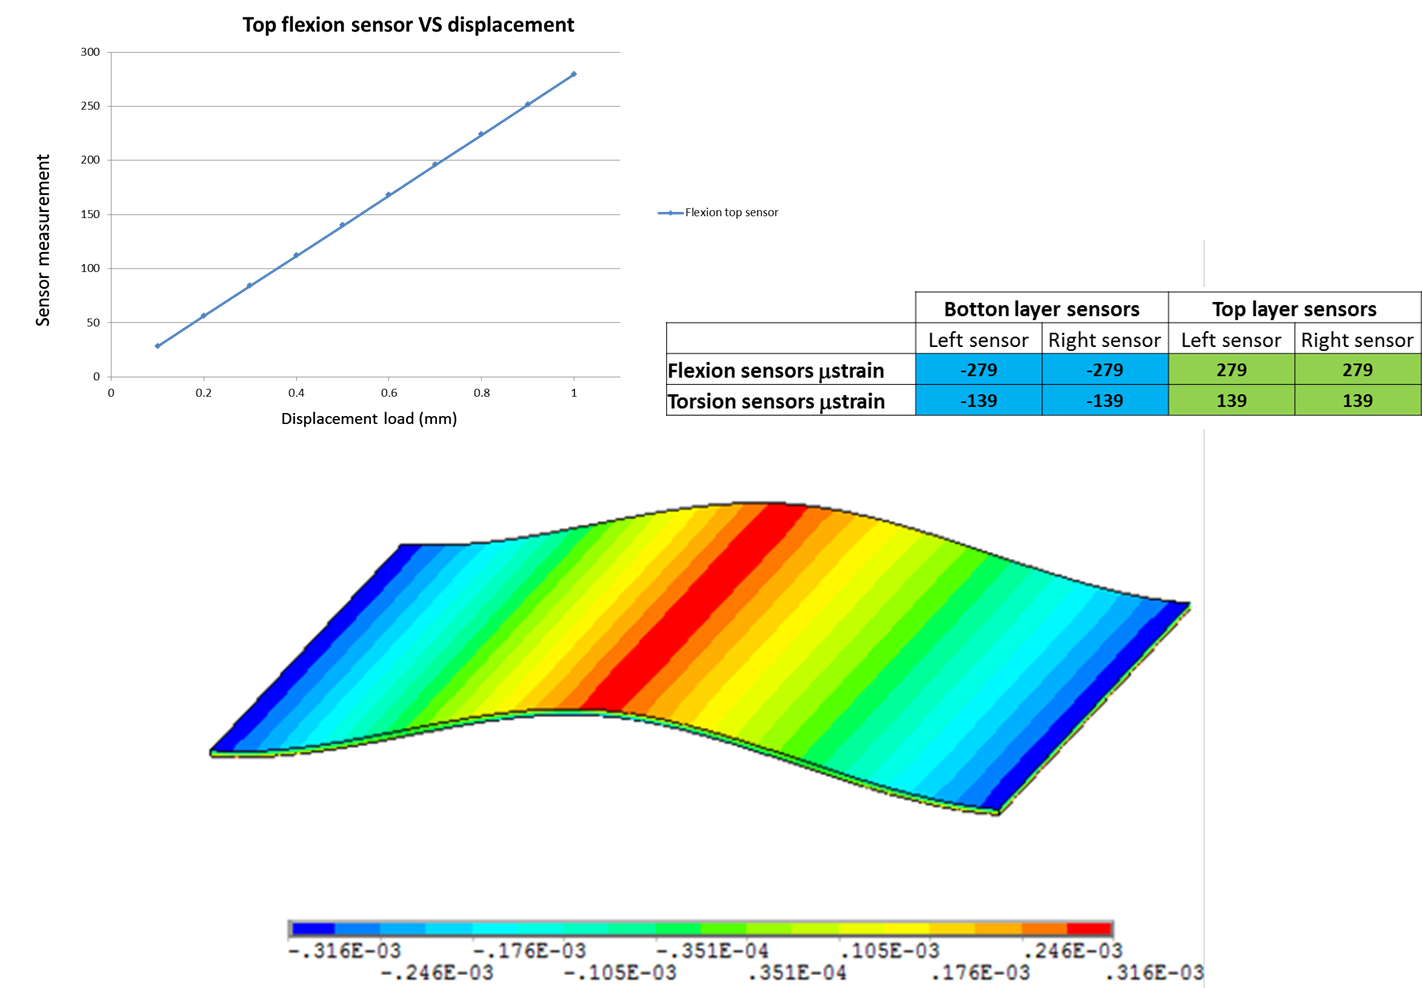 Top flexion sensor VS displacement
300
250
200
150
100
50
0
Sensor measurement
0 0.2 0.4 0.6 0.8 1
Displacement load (mm)
Flexion top sensor
Botton layer sensors Top layer sensors
Left sensor Right sensor Left sensor Right sensor
Flexion sensors μstrain -279 -279 279 279
Torsion sensors μstrain -139 -139 139 139
-.316E-03 -.176E-03 -.351E-04 .105E-03 .246E-03
-.246E-03 -.105E-03 .351E-04 .176E-03 .316E-03